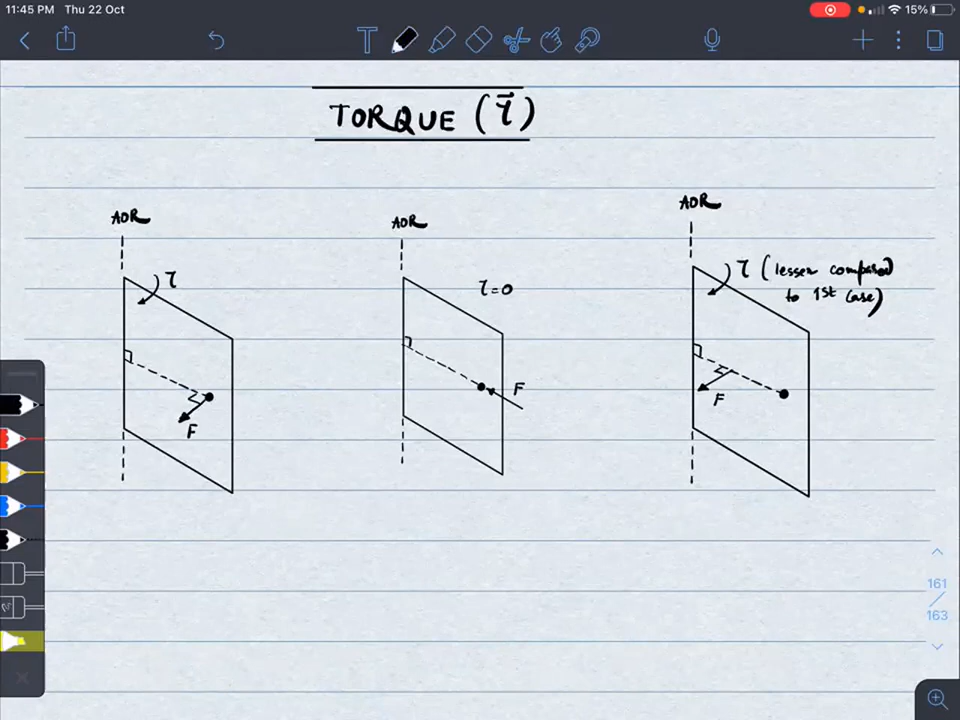 11:45 PM Thu 22 Oct
15%
T
TORQUE (τ⃗)
AOR
AOR
AOR
τ
τ=0
τ (lesser compared
to 1st case)
F
F
F
161
/
163